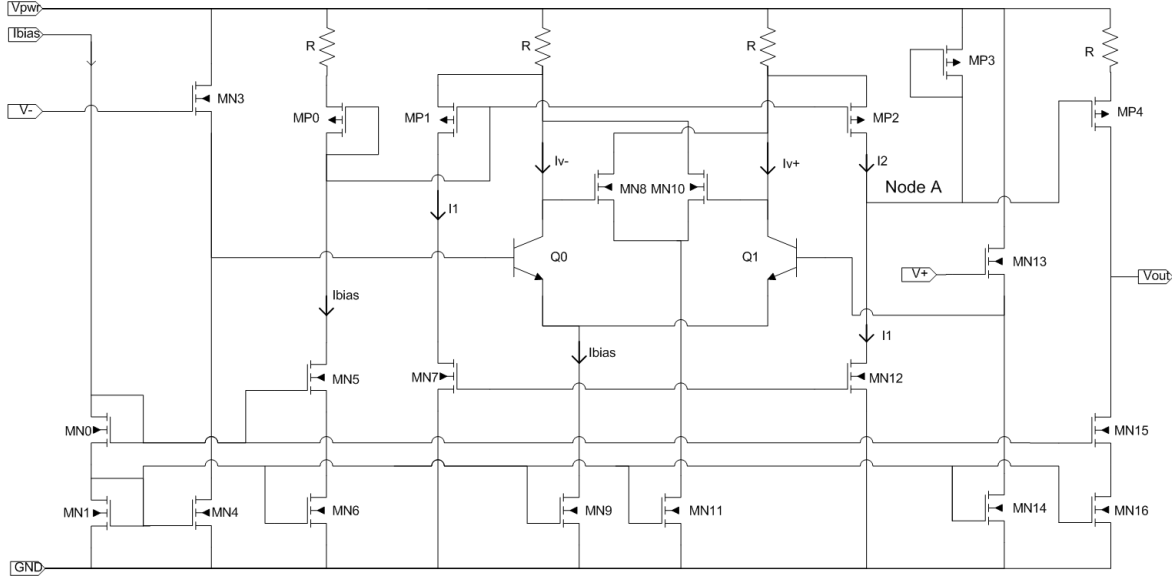 Vpwr
Ibias
R
R
R
R
MP3
MN3
V-
MP0
MP1
MP2
MP4
Iv-
Iv+
I2
MN8 MN10
Node A
I1
Q0
Q1
MN13
V+
Vout
Ibias
Ibias
I1
MN5
MN7
MN12
MN0
MN15
MN1
MN4
MN6
MN9
MN11
MN14
MN16
GND